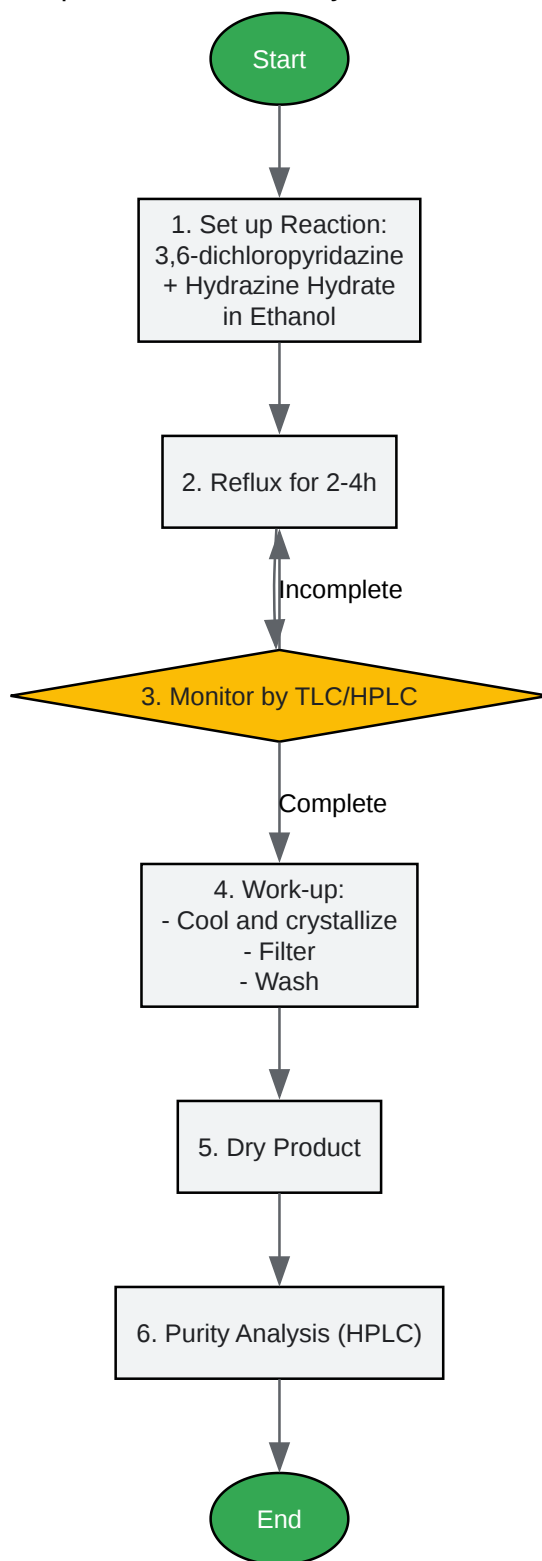 Start
1. Set up Reaction:
3,6-dichloropyridazine
+ Hydrazine Hydrate
in Ethanol
2. Reflux for 2-4h
Incomplete
3. Monitor by TLC/HPLC
Complete
4. Work-up:
- Cool and crystallize
- Filter
- Wash
5. Dry Product
6. Purity Analysis (HPLC)
End